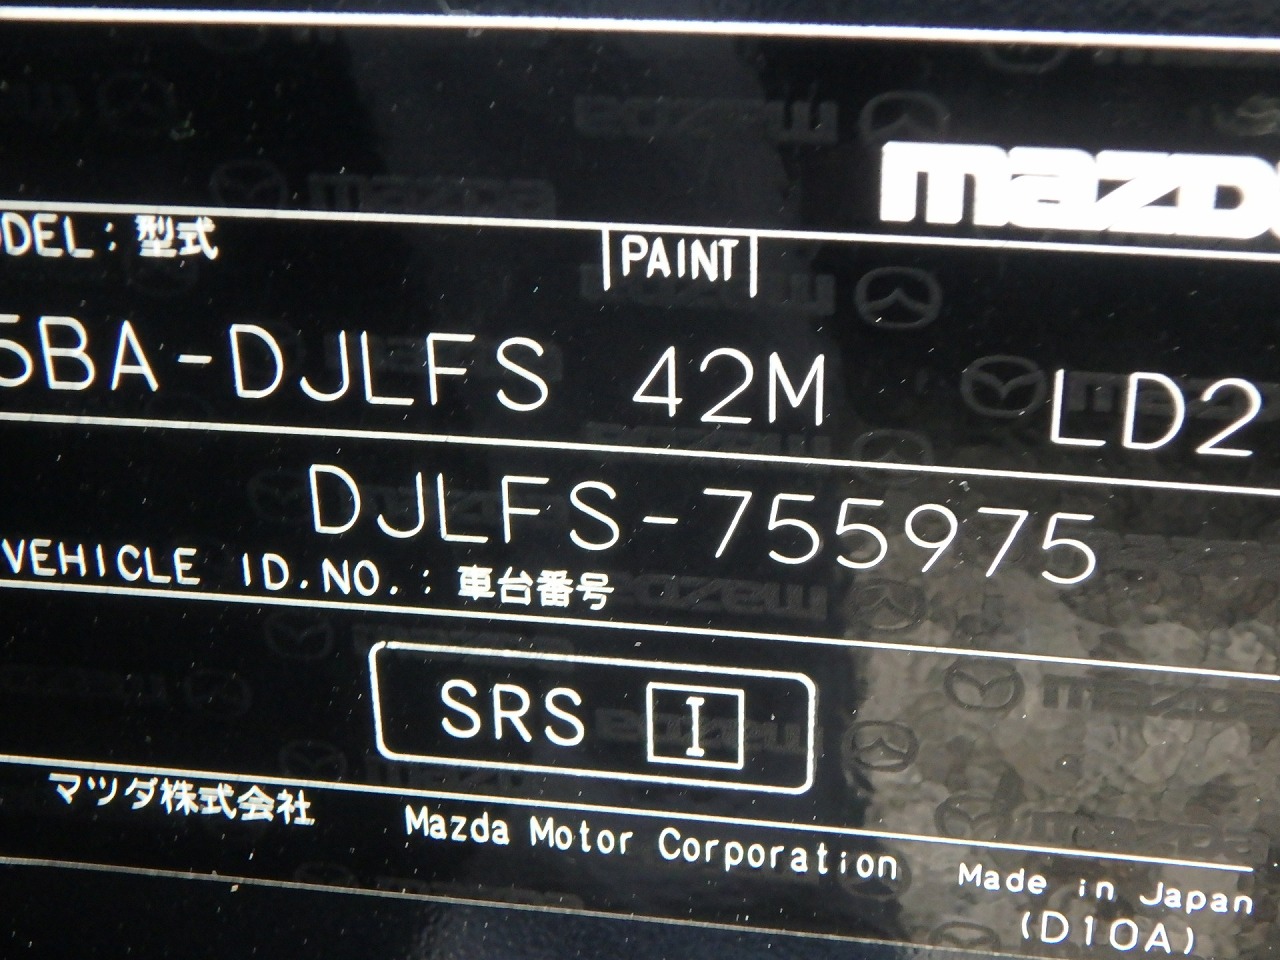 mazda
ODEL: 型式 PAINT
5BA-DJLFS 42M LD2
DJLFS-755975
VEHICLE ID.NO.: 車台番号
SRS I
マツダ株式会社 Mazda Motor Corporation Made in Japan
(D10A)